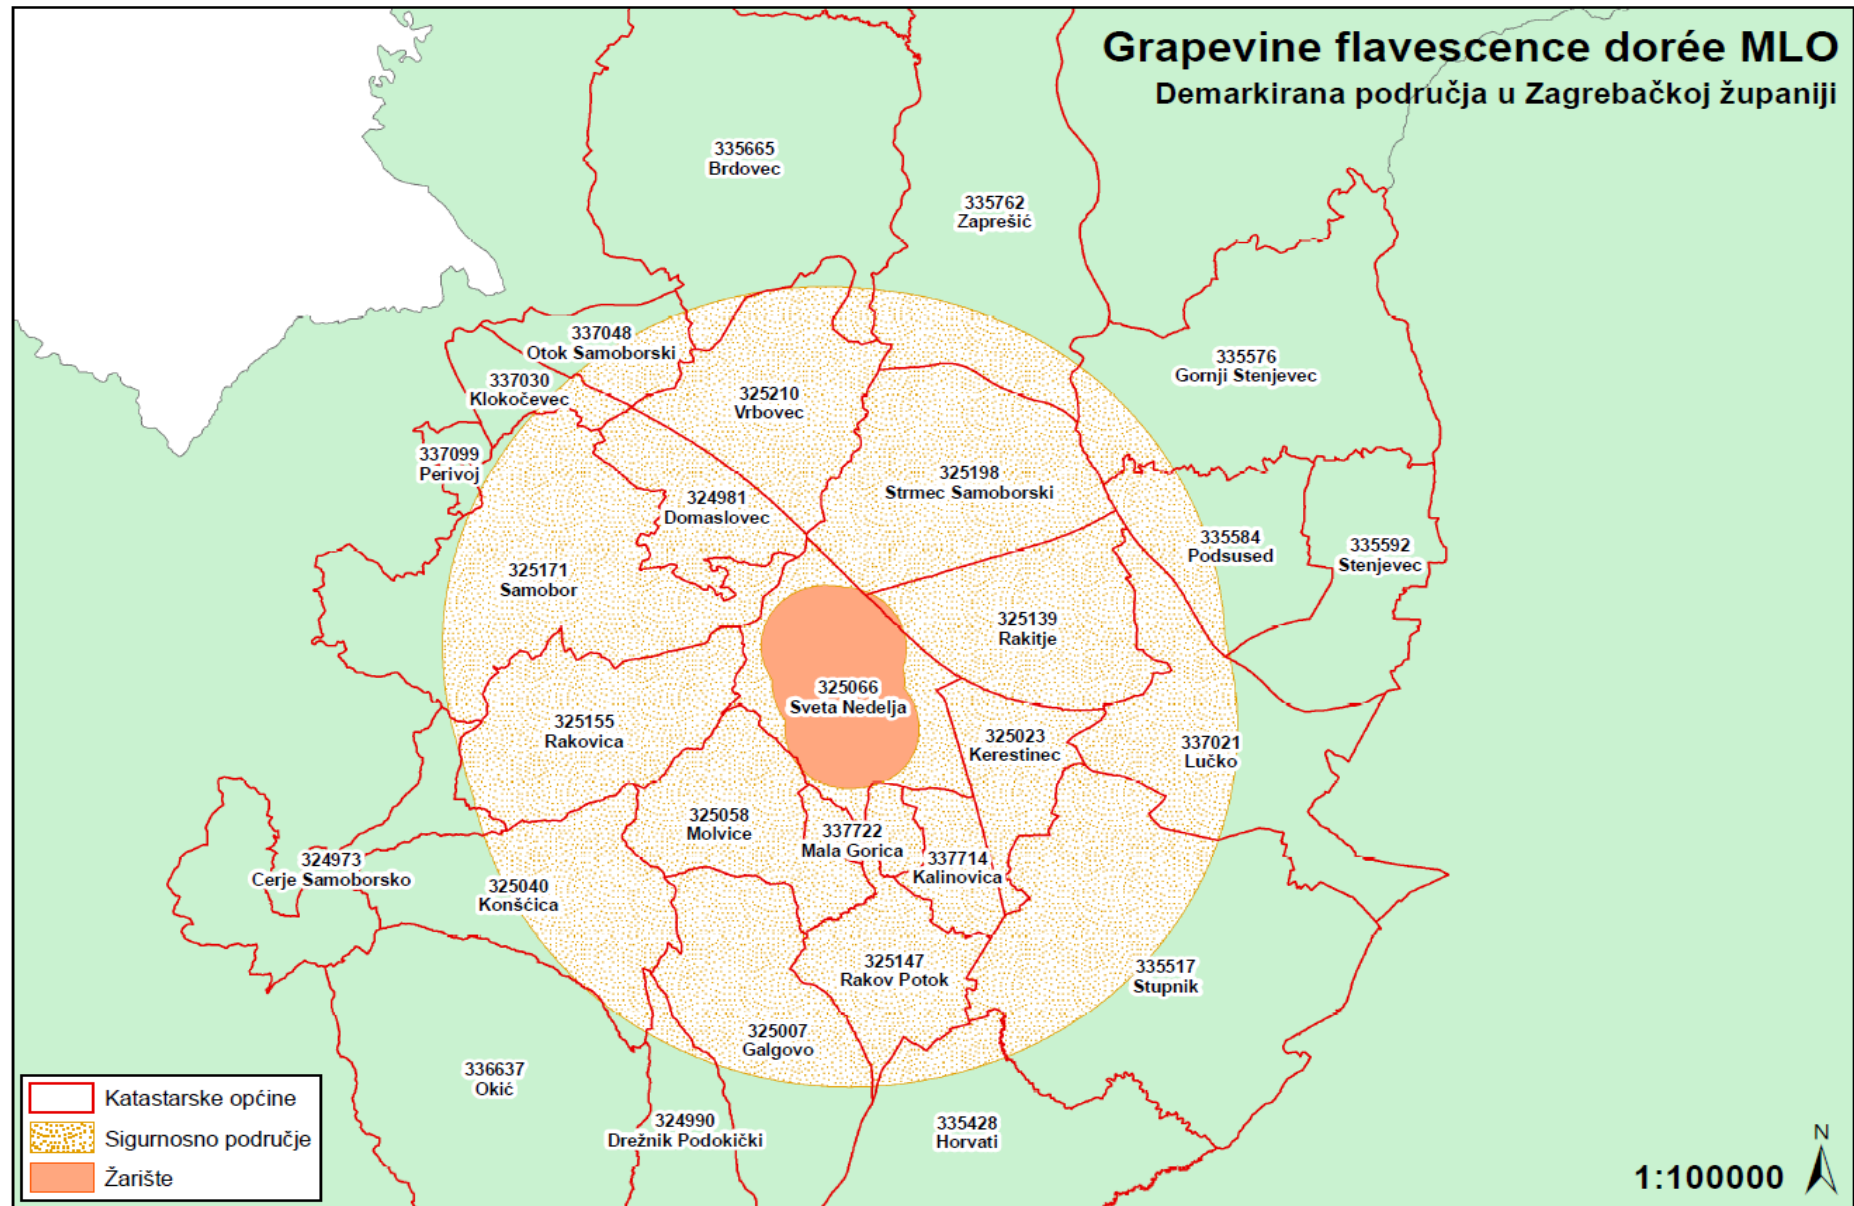 Grapevine flavescence dorée MLO
Demarkirana područja u Zagrebačkoj županiji
335665
Brdovec
335762
Zaprešić
337048
Otok Samoborski
335576
Gornji Stenjevec
337030
Klokočevec
325210
Vrbovec
337099
Perivoj
325198
Strmec Samoborski
324981
Domaslovec
335584
Podsused
335592
Stenjevec
325171
Samobor
325139
Rakitje
325066
Sveta Nedelja
325155
Rakovica
325023
Kerestinec
337021
Lučko
325058
Molvice
337722
Mala Gorica
337714
Kalinovica
324973
Cerje Samoborsko
325040
Konšćica
325147
Rakov Potok
335517
Stupnik
325007
Galgovo
336637
Okić
324990
Drežnik Podokićki
335428
Horvati
Katastarske općine
Sigurnosno područje
Žarište
N
1:100000